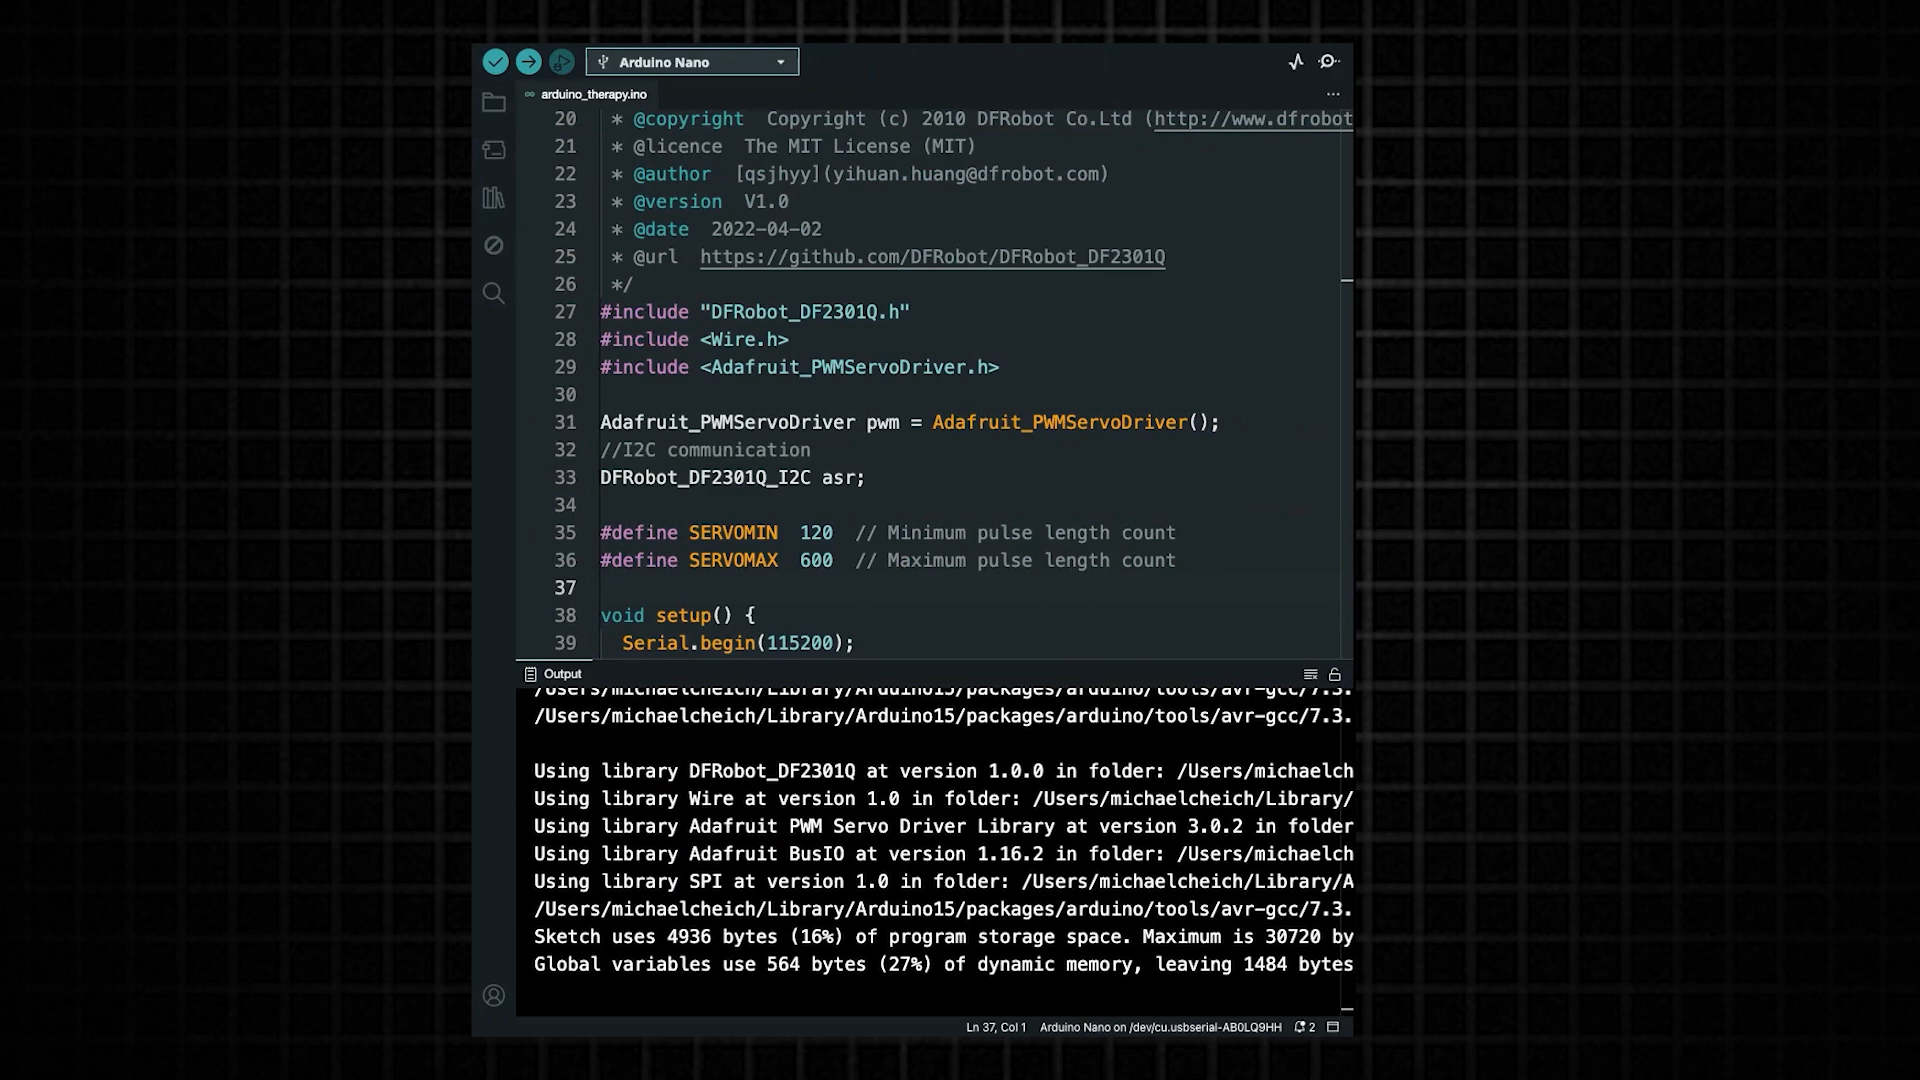 Arduino Nano
arduino_therapy.ino
20 * @copyright Copyright (c) 2010 DFRobot Co.Ltd (http://www.dfrobot
21 * @licence The MIT License (MIT)
22 * @author [qsjhyy](yihuan.huang@dfrobot.com)
23 * @version V1.0
24 * @date 2022-04-02
25 * @url https://github.com/DFRobot/DFRobot_DF2301Q
26 */
27 #include "DFRobot_DF2301Q.h"
28 #include <Wire.h>
29 #include <Adafruit_PWMServoDriver.h>
30
31 Adafruit_PWMServoDriver pwm = Adafruit_PWMServoDriver();
32 //I2C communication
33 DFRobot_DF2301Q_I2C asr;
34
35 #define SERVOMIN 120 // Minimum pulse length count
36 #define SERVOMAX 600 // Maximum pulse length count
37
38 void setup() {
39 Serial.begin(115200);
Output
/Users/michaelcheich/Library/Arduino15/packages/arduino/tools/avr-gcc/7.3.
/Users/michaelcheich/Library/Arduino15/packages/arduino/tools/avr-gcc/7.3.
Using library DFRobot_DF2301Q at version 1.0.0 in folder: /Users/michaelch
Using library Wire at version 1.0 in folder: /Users/michaelcheich/Library/
Using library Adafruit PWM Servo Driver Library at version 3.0.2 in folder
Using library Adafruit BusIO at version 1.16.2 in folder: /Users/michaelch
Using library SPI at version 1.0 in folder: /Users/michaelcheich/Library/A
/Users/michaelcheich/Library/Arduino15/packages/arduino/tools/avr-gcc/7.3.
Sketch uses 4936 bytes (16%) of program storage space. Maximum is 30720 by
Global variables use 564 bytes (27%) of dynamic memory, leaving 1484 bytes
Ln 37, Col 1 Arduino Nano on /dev/cu.usbserial-AB0LQ9HH 2